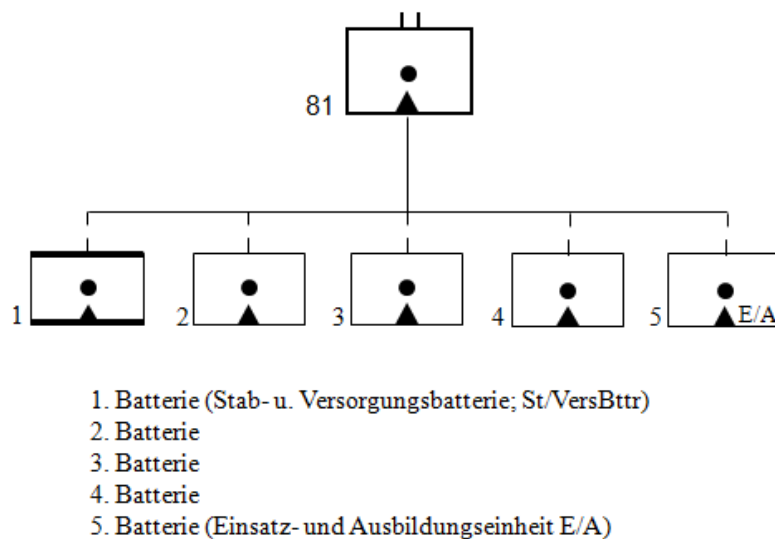 81
1 2 3 4 5 E/A
1. Batterie (Stab- u. Versorgungsbatterie; St/VersBttr)
2. Batterie
3. Batterie
4. Batterie
5. Batterie (Einsatz- und Ausbildungseinheit E/A)